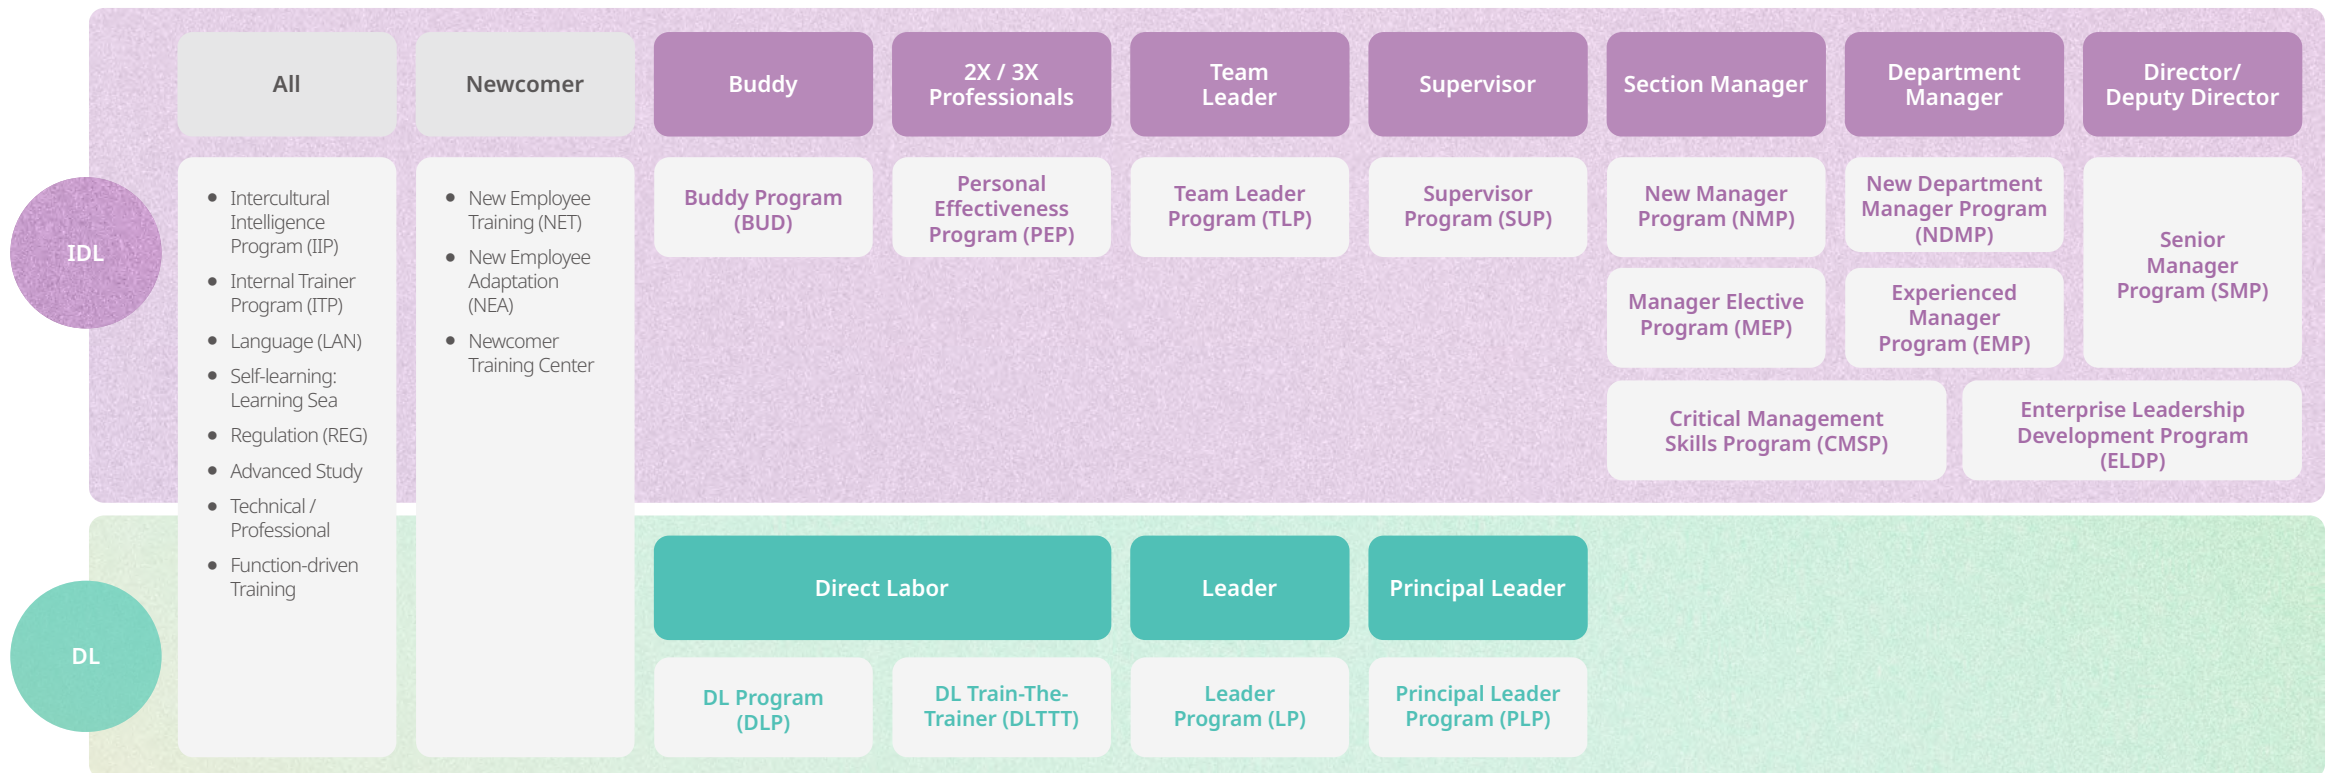 All
Newcomer
Buddy
2X / 3X
Professionals
Team
Leader
Supervisor
Section Manager
Department
Manager
Director/
Deputy Director
IDL
Intercultural
Intelligence
Program (IIP)
Internal Trainer
Program (ITP)
Language (LAN)
Self-learning:
Learning Sea
Regulation (REG)
Advanced Study
Technical /
Professional
Function-driven
Training
New Employee
Training (NET)
New Employee
Adaptation
(NEA)
Newcomer
Training Center
Buddy Program
(BUD)
Personal
Effectiveness
Program (PEP)
Team Leader
Program (TLP)
Supervisor
Program (SUP)
New Manager
Program (NMP)
New Department
Manager Program
(NDMP)
Senior
Manager
Program (SMP)
Manager Elective
Program (MEP)
Experienced
Manager
Program (EMP)
Critical Management
Skills Program (CMSP)
Enterprise Leadership
Development Program
(ELDP)
DL
Direct Labor
Leader
Principal Leader
DL Program
(DLP)
DL Train-The-
Trainer (DLTTT)
Leader
Program (LP)
Principal Leader
Program (PLP)